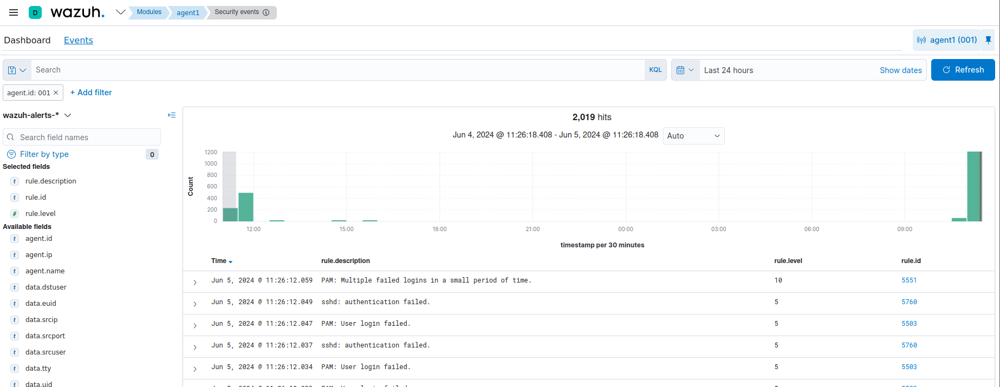 D wazuh. Modules agent1 Security events
Dashboard Events agent1 (001)
Search KQL Last 24 hours Show dates Refresh
agent.id: 001 × + Add filter
wazuh-alerts-*
Search field names
Filter by type 0
Selected fields
t rule.description
t rule.id
# rule.level
Available fields
t agent.id
t agent.ip
t agent.name
t data.dstuser
t data.euid
t data.srcip
t data.srcport
t data.srcuser
t data.tty
t data.uid
2,019 hits
Jun 4, 2024 @ 11:26:18.408 - Jun 5, 2024 @ 11:26:18.408 Auto
Count
1200
1000
800
600
400
200
0
12:00 15:00 18:00 21:00 00:00 03:00 06:00 09:00
timestamp per 30 minutes
Time rule.description rule.level rule.id
Jun 5, 2024 @ 11:26:12.059 PAM: Multiple failed logins in a small period of time. 10 5551
Jun 5, 2024 @ 11:26:12.049 sshd: authentication failed. 5 5760
Jun 5, 2024 @ 11:26:12.047 PAM: User login failed. 5 5503
Jun 5, 2024 @ 11:26:12.037 sshd: authentication failed. 5 5760
Jun 5, 2024 @ 11:26:12.034 PAM: User login failed. 5 5503